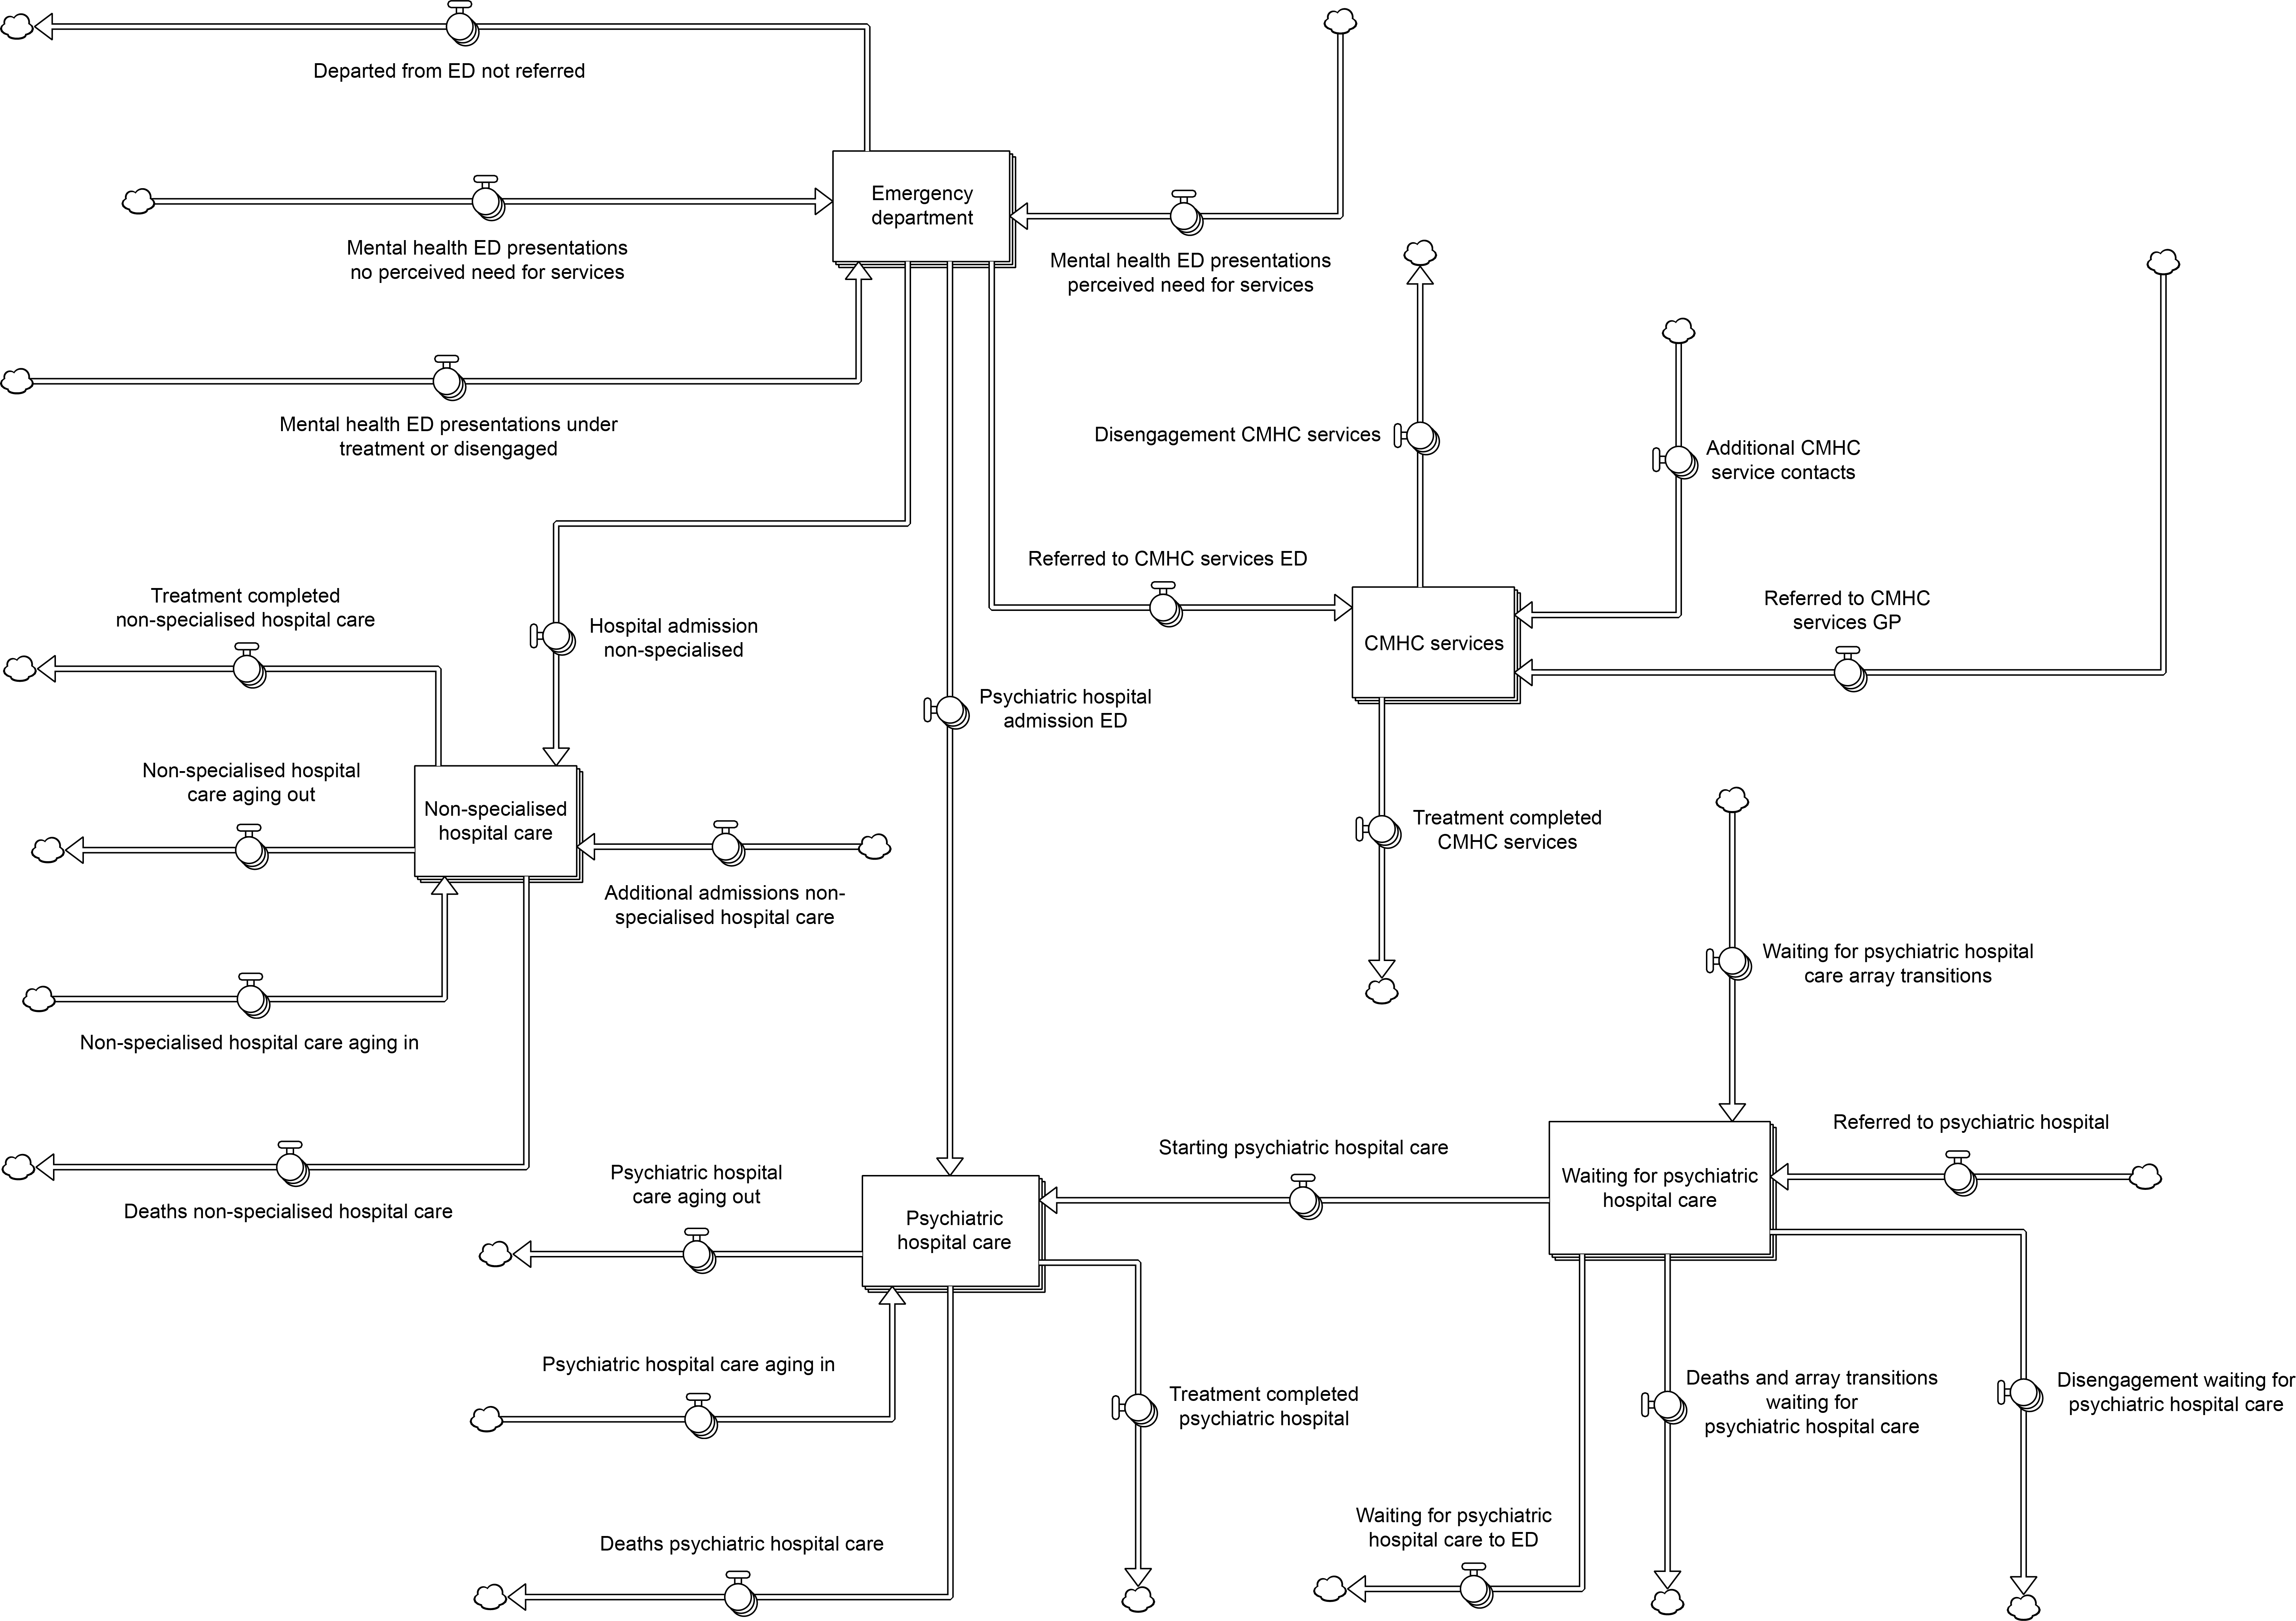 Departed from ED not referred
Emergency
department
Mental health ED presentations
no perceived need for services
Mental health ED presentations
perceived need for services
Mental health ED presentations under
treatment or disengaged
Disengagement CMHC services
Additional CMHC
service contacts
Referred to CMHC services ED
Treatment completed
non-specialised hospital care
Hospital admission
non-specialised
Referred to CMHC
services GP
CMHC services
Psychiatric hospital
admission ED
Non-specialised hospital
care aging out
Non-specialised
hospital care
Treatment completed
CMHC services
Additional admissions non-
specialised hospital care
Waiting for psychiatric hospital
care array transitions
Non-specialised hospital care aging in
Referred to psychiatric hospital
Starting psychiatric hospital care
Waiting for psychiatric
hospital care
Psychiatric hospital
care aging out
Deaths non-specialised hospital care
Psychiatric
hospital care
Psychiatric hospital care aging in
Treatment completed
psychiatric hospital
Deaths and array transitions
waiting for
psychiatric hospital care
Disengagement waiting for
psychiatric hospital care
Waiting for psychiatric
hospital care to ED
Deaths psychiatric hospital care